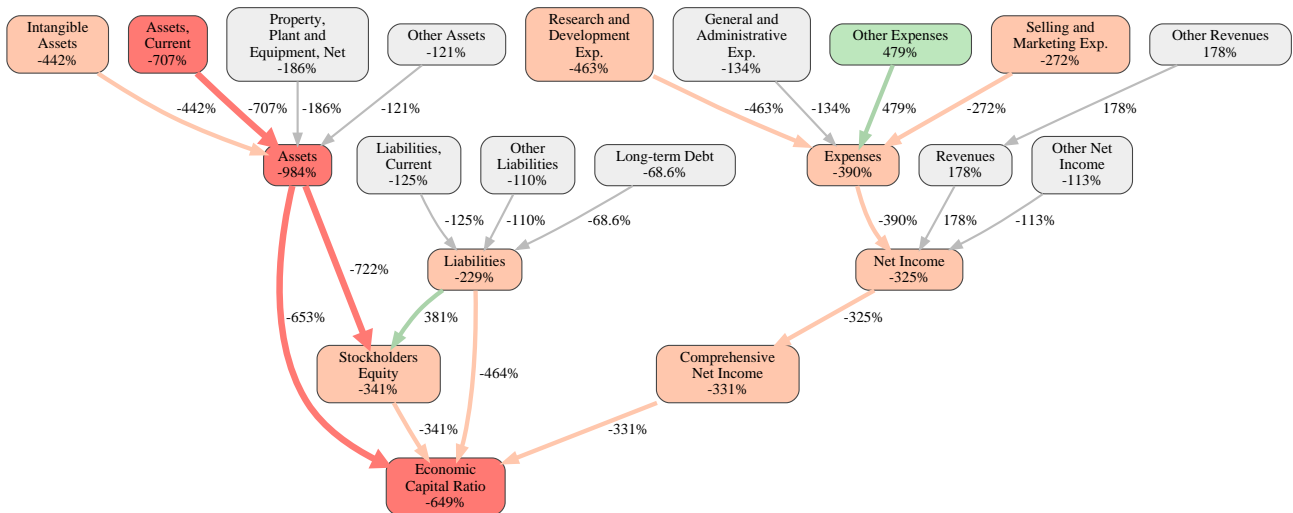 Intangible
Assets
-442%
Assets,
Current
-707%
Property,
Plant and
Equipment, Net
-186%
Other Assets
-121%
Research and
Development
Exp.
-463%
General and
Administrative
Exp.
-134%
Other Expenses
479%
Selling and
Marketing Exp.
-272%
Other Revenues
178%
-442%
-707%
-186%
-121%
-463%
-134%
479%
-272%
178%
Assets
-984%
Liabilities,
Current
-125%
Other
Liabilities
-110%
Long-term Debt
-68.6%
Expenses
-390%
Revenues
178%
Other Net
Income
-113%
-125%
-110%
-68.6%
-390%
178%
-113%
-722%
Liabilities
-229%
Net Income
-325%
-653%
381%
-325%
Stockholders
Equity
-341%
-464%
Comprehensive
Net Income
-331%
-341%
-331%
Economic
Capital Ratio
-649%